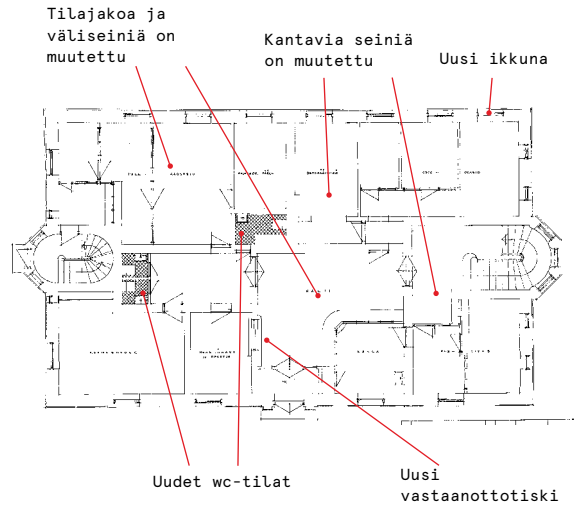 Tilajakoa ja
väliseiniä on
muutettu
Kantavia seiniä
on muutettu
Uusi ikkuna
Uudet wc-tilat
Uusi
vastaanottotiski